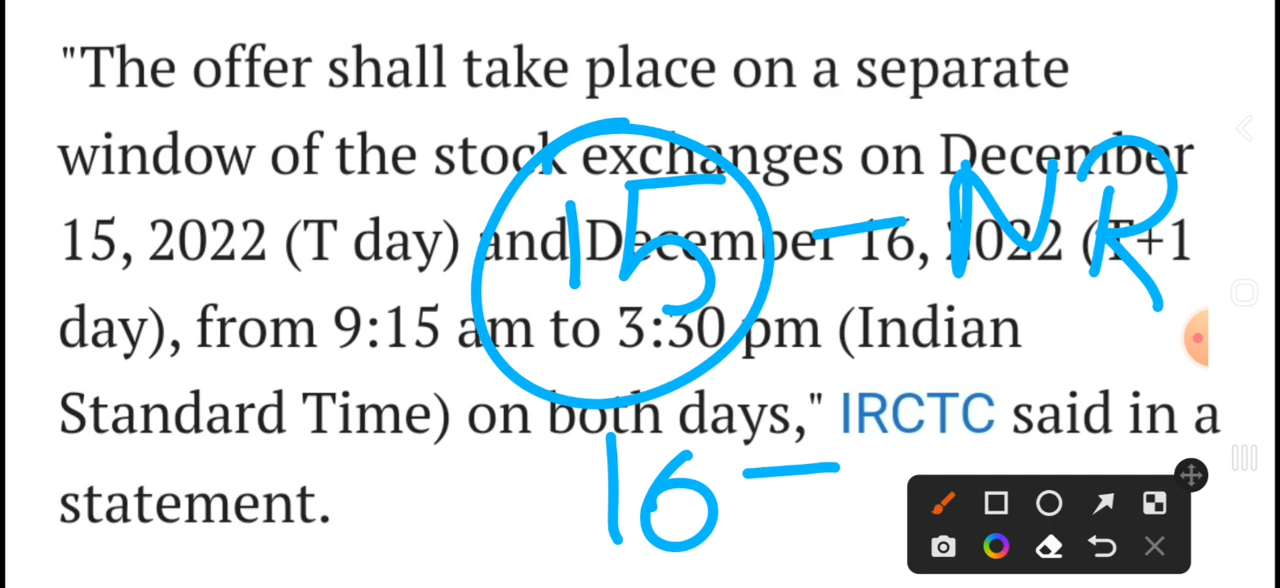 "The offer shall take place on a separate
window of the stock exchanges on December
15, 2022 (T day) and December 16, 2022 (T+1
day), from 9:15 am to 3:30 pm (Indian
Standard Time) on both days," IRCTC said in a
statement.
15 - NR
16 -